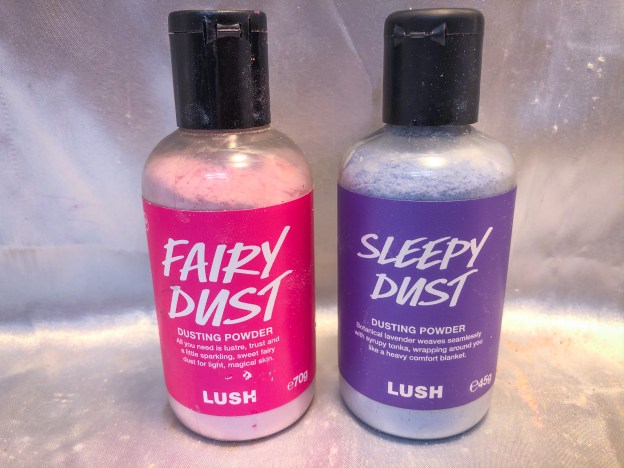 FAIRY
DUST
DUSTING POWDER
All you need is lustre, trust and
a little sparkling, sweet fairy
dust for light, magical skin.
℮70g
LUSH
SLEEPY
DUST
DUSTING POWDER
Botanical lavender weaves seamlessly
with syrupy tonka, wrapping around you
like a heavy comfort blanket.
LUSH
℮45g